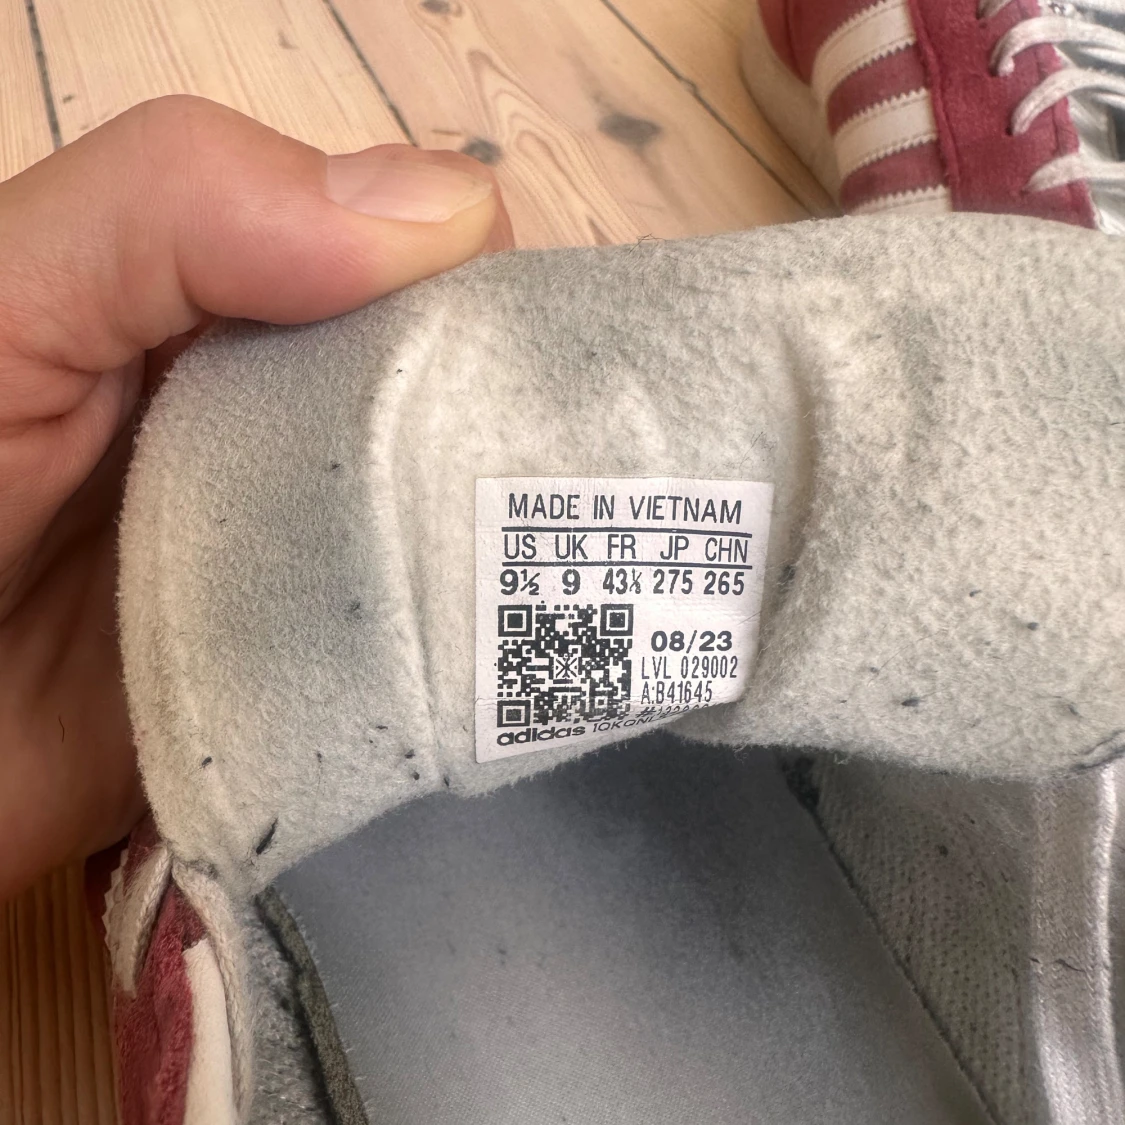 MADE IN VIETNAM
US UK FR JP CHN
9½ 9 43⅓ 275 265
08/23
LVL 029002
A:B41645
adidas